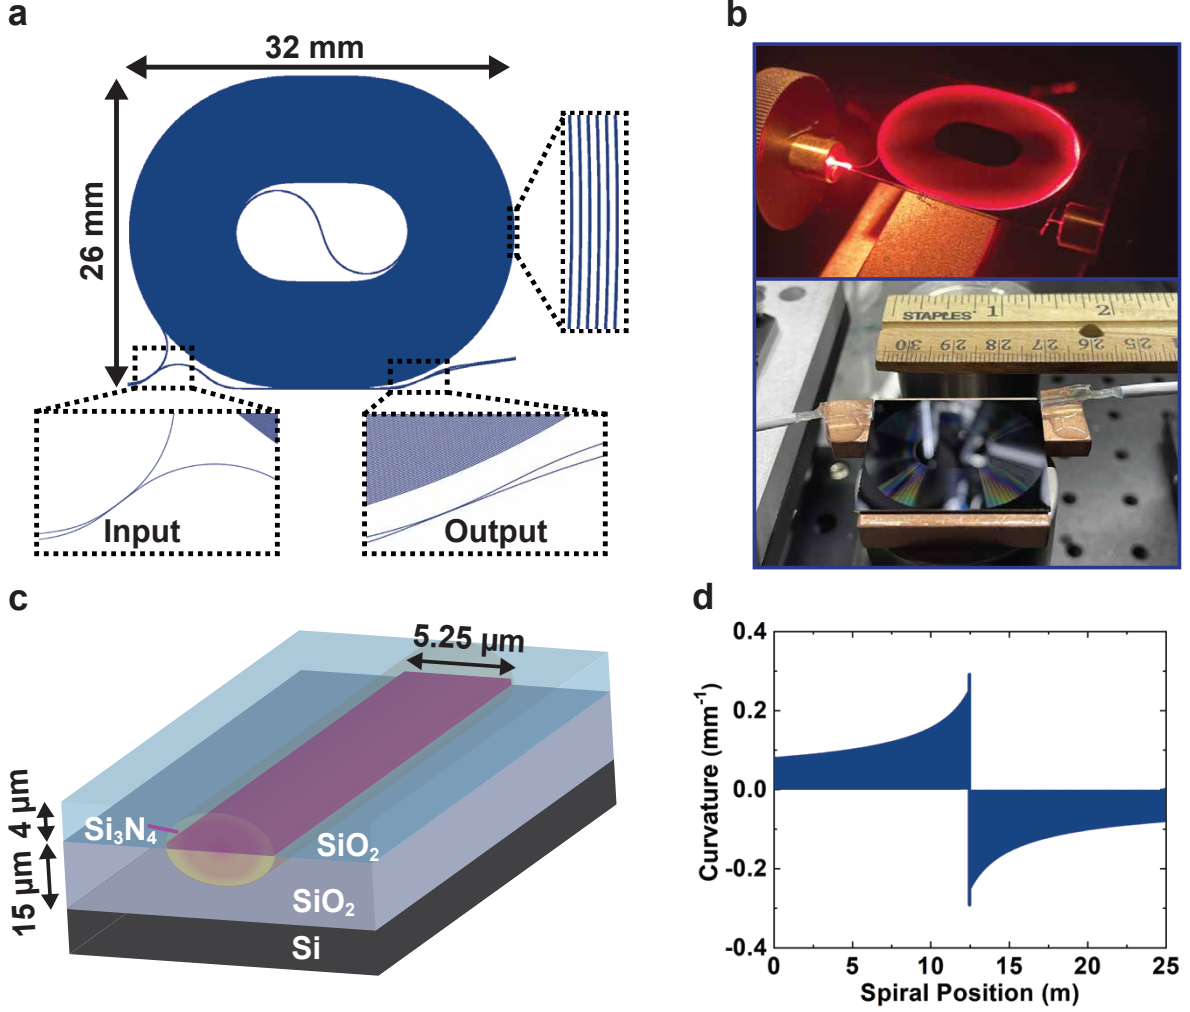 a
32 mm
26 mm
Input
Output
b
STAPLES
1
2
30 29 28 27 26 25
c
5.25 µm
4 µm
15 µm
Si₃N₄
SiO₂
SiO₂
Si
d
Curvature (mm⁻¹)
0.4
0.2
0.0
-0.2
-0.4
0 5 10 15 20 25
Spiral Position (m)